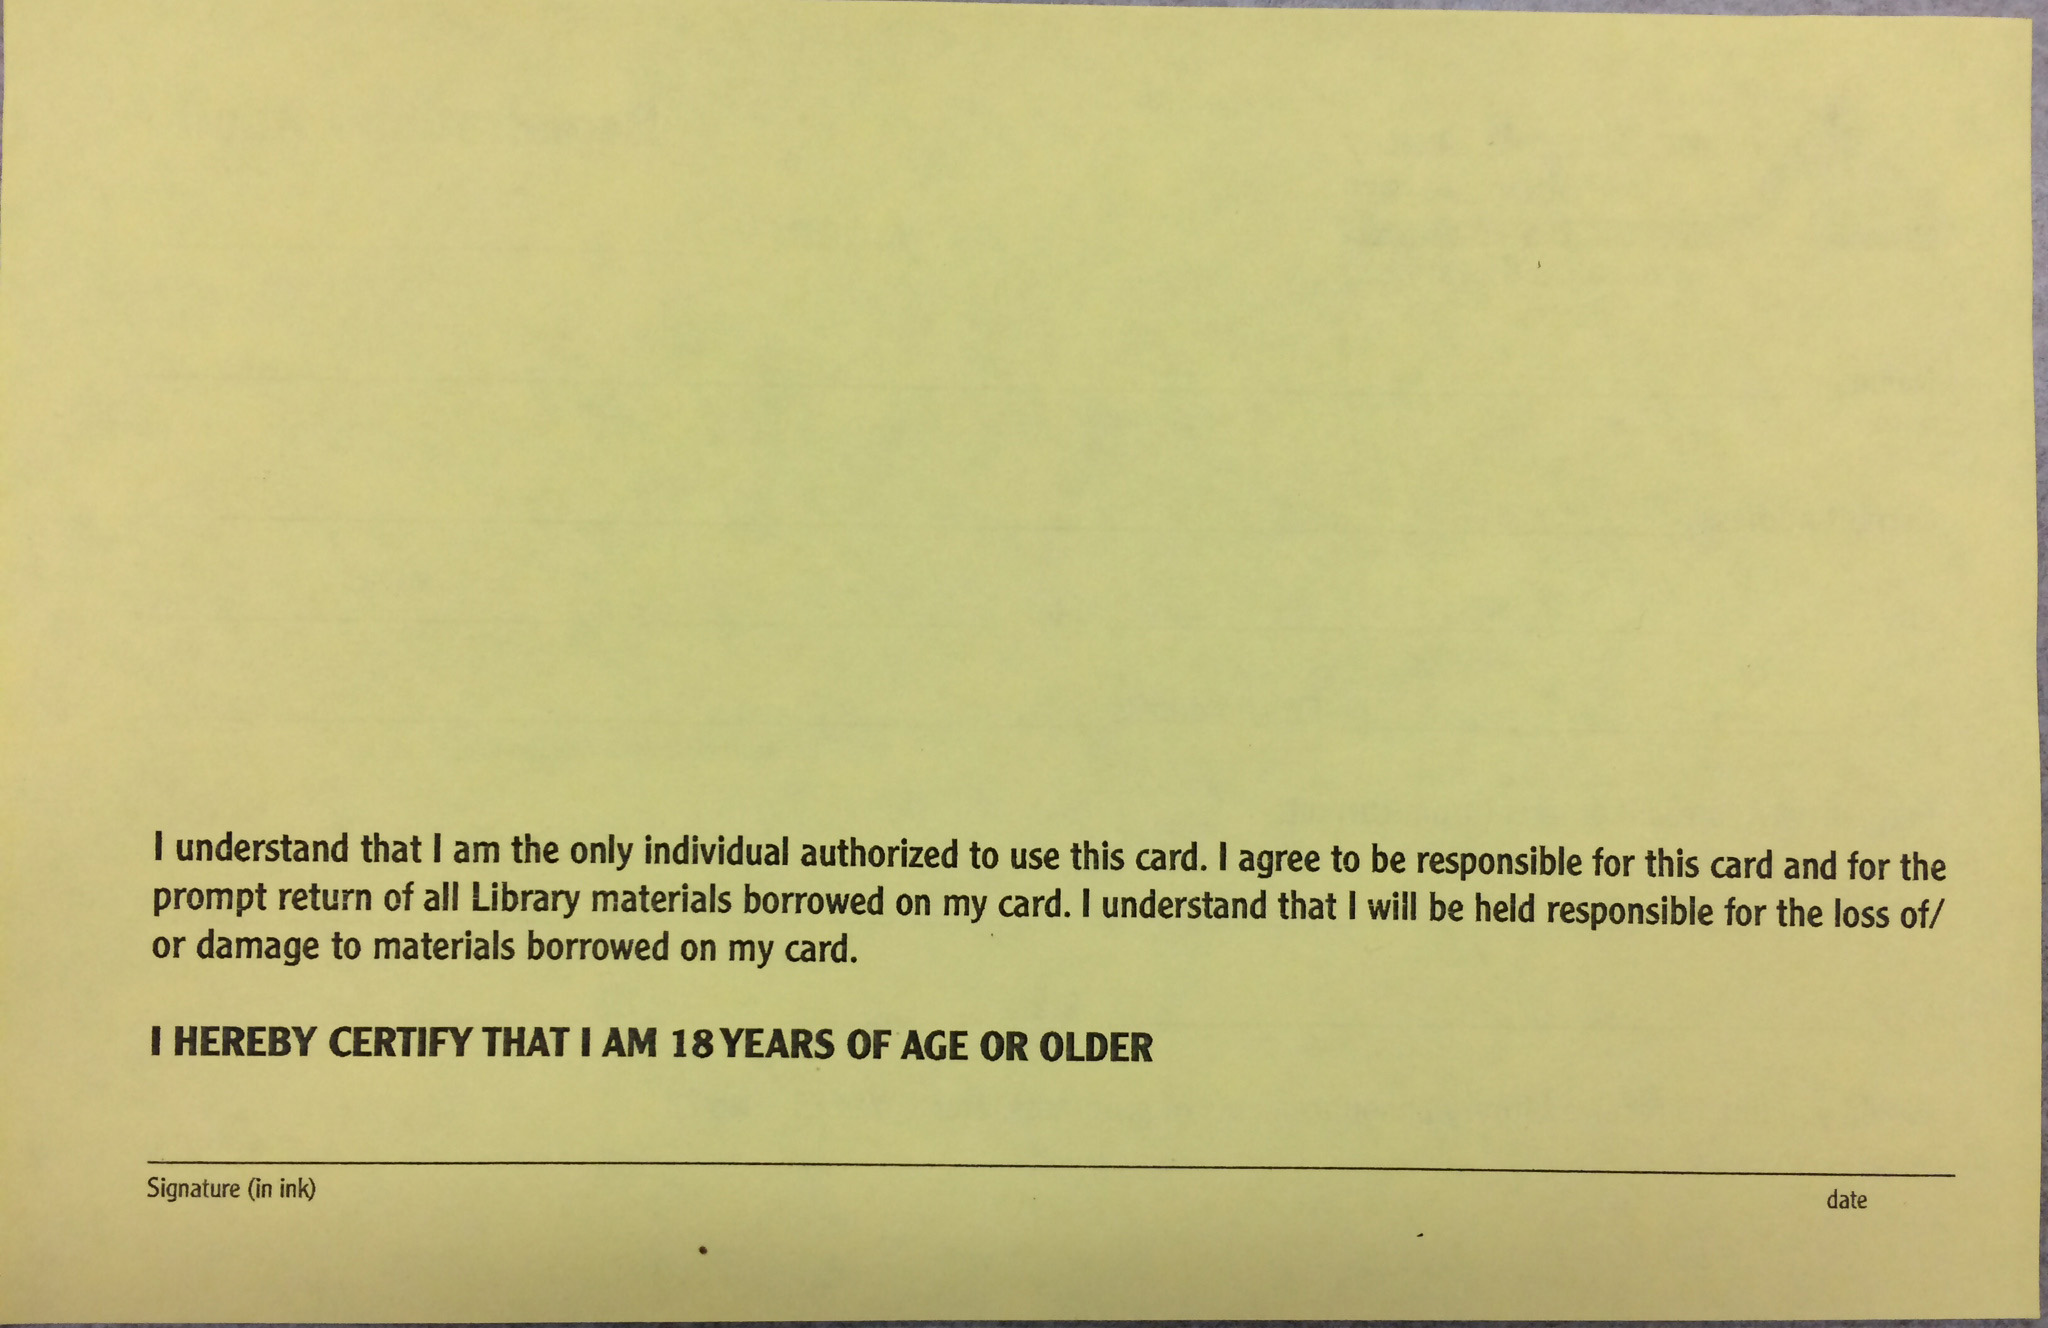 I understand that I am the only individual authorized to use this card. I agree to be responsible for this card and for the
prompt return of all Library materials borrowed on my card. I understand that I will be held responsible for the loss of/
or damage to materials borrowed on my card.
I HEREBY CERTIFY THAT I AM 18 YEARS OF AGE OR OLDER
Signature (in ink)
date